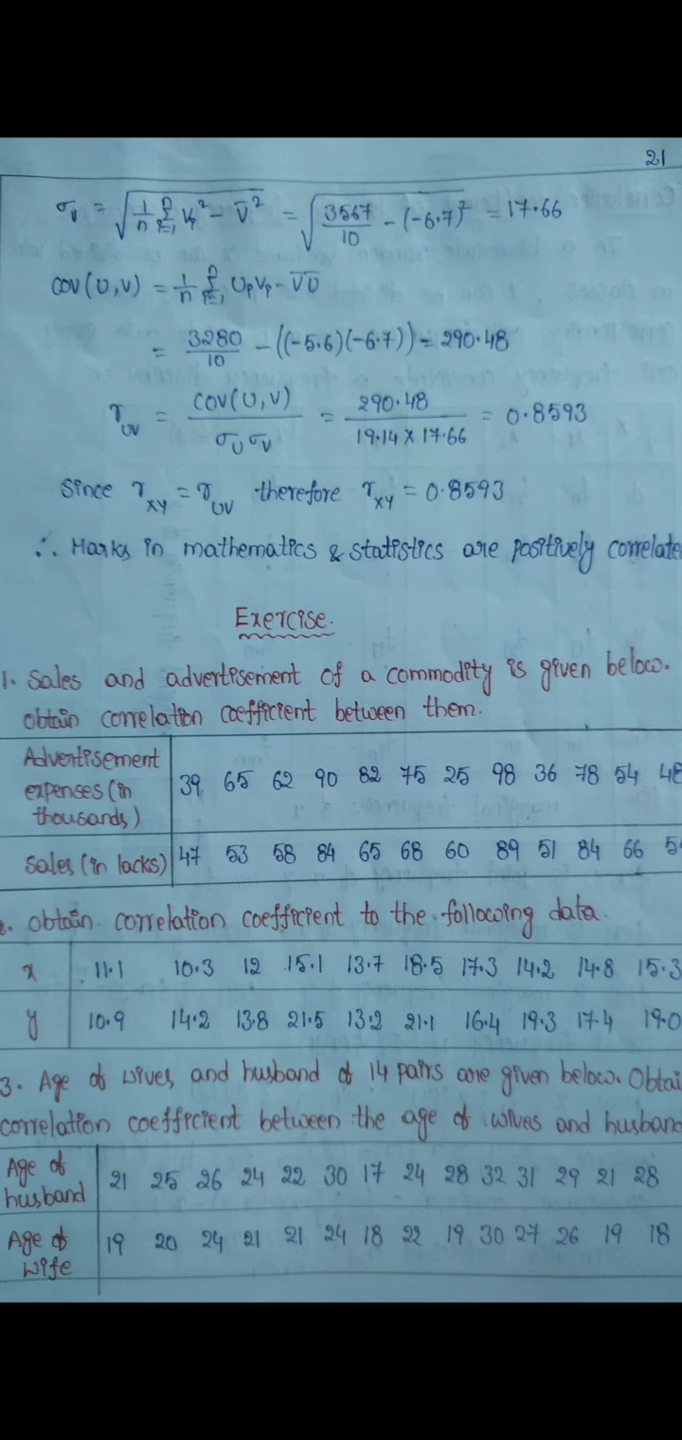 21
σ_V = √(1/n Σ_{i=1}^n V_i² - V̄²) = √(3567/10 - (-6.7)²) = 17.66
COV(U,V) = 1/n Σ_{i=1}^n U_iV_i - V̄Ū
= 3280/10 - ((-5.6)(-6.7)) = 290.48
r_UV = COV(U,V)/σ_U σ_V = 290.48/19.14 X 17.66 = 0.8593
Since r_XY = r_UV therefore r_XY = 0.8593
∴ Marks in mathematics & statistics are positively correlate
Exercise.
1. Sales and advertisement of a commodity is given below.
obtain correlation coefficient between them.
Advertisement expenses (in thousands) 39 65 62 90 82 75 25 98 36 78 54 48
Sales (in lacks) 47 53 58 84 65 68 60 89 51 84 66 5
2. obtain correlation coefficient to the following data.
x 11.1 10.3 12 15.1 13.7 18.5 17.3 14.2 14.8 15.3
y 10.9 14.2 13.8 21.5 13.2 21.1 16.4 19.3 17.4 19.0
3. Age of wives and husband of 14 pairs are given below. Obtai
correlation coefficient between the age of wives and husband
Age of husband 21 25 26 24 22 30 17 24 28 32 31 29 21 28
Age of wife 19 20 24 21 21 24 18 22 19 30 27 26 19 18